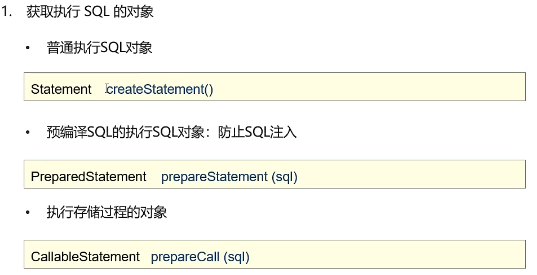 1. 获取执行 SQL 的对象
• 普通执行SQL对象
Statement createStatement()
• 预编译SQL的执行SQL对象：防止SQL注入
PreparedStatement prepareStatement (sql)
• 执行存储过程的对象
CallableStatement prepareCall (sql)